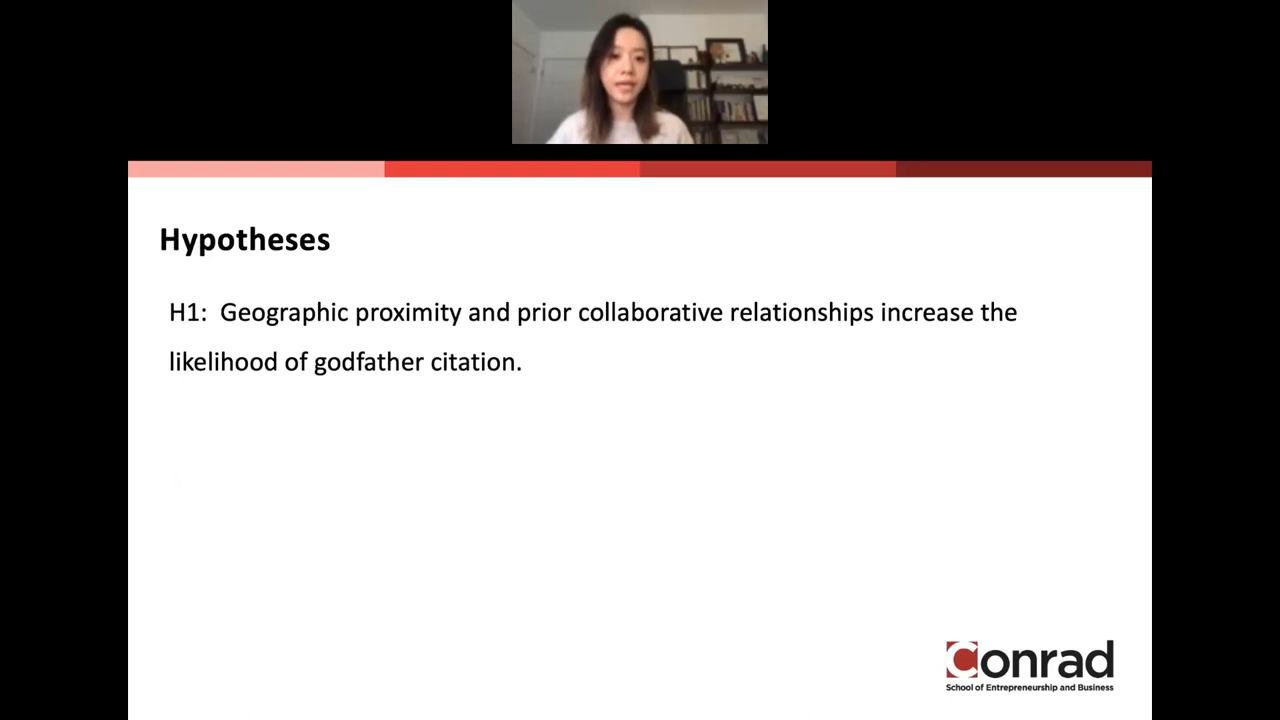 Hypotheses
H1: Geographic proximity and prior collaborative relationships increase the
likelihood of godfather citation.
Conrad
School of Entrepreneurship and Business